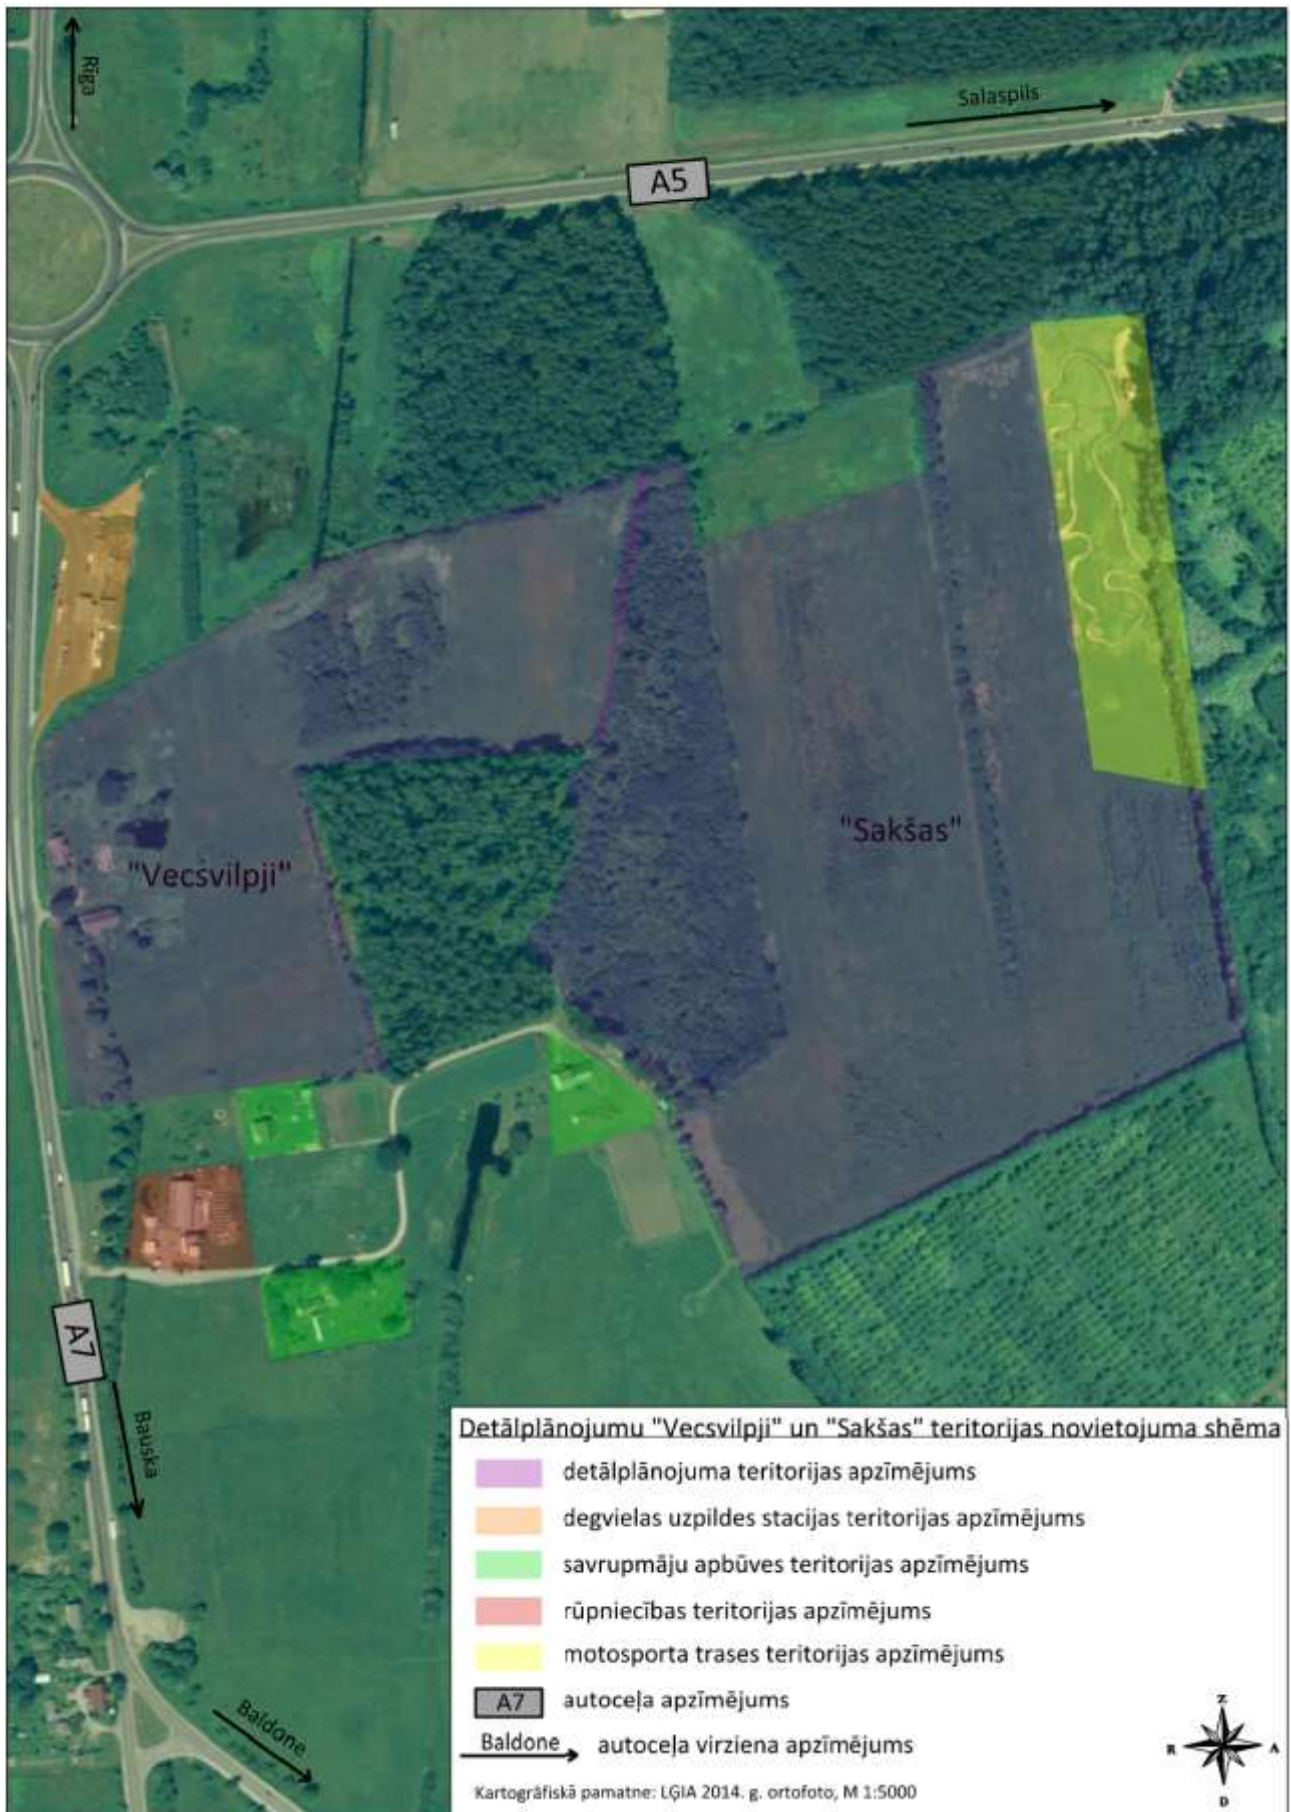 Rīga
Salaspils
A5
"Sakšas"
"Vecsvilpji"
A7
Bauska
Baldone
Detālplānojumu "Vecsvilpji" un "Sakšas" teritorijas novietojuma shēma
detālplānojuma teritorijas apzīmējums
degvielas uzpildes stacijas teritorijas apzīmējums
savrupmāju apbūves teritorijas apzīmējums
rūpniecības teritorijas apzīmējums
motosporta trases teritorijas apzīmējums
A7 autoceļa apzīmējums
Baldone autoceļa virziena apzīmējums
Kartogrāfiskā pamatne: LĢIA 2014. g. ortofoto, M 1:5000
Z
R A
D